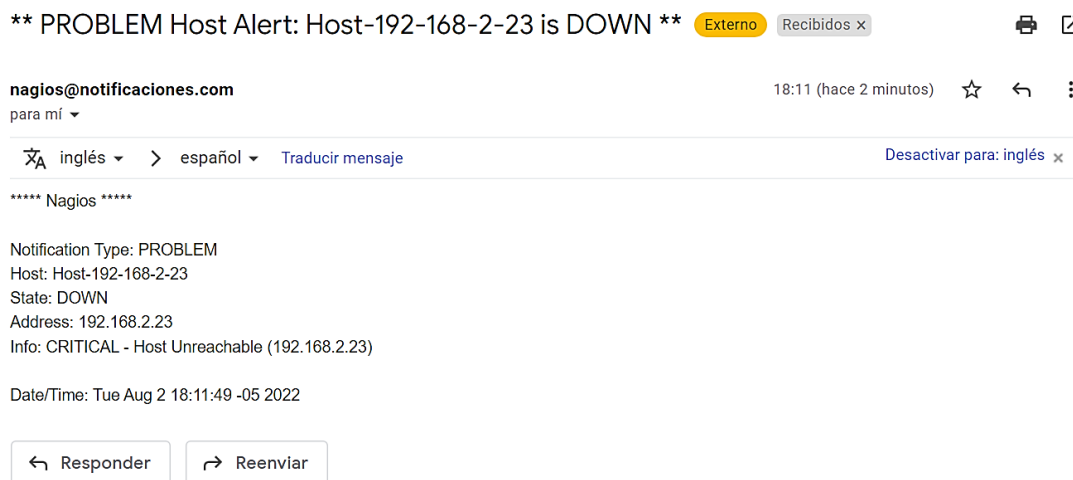 ** PROBLEM Host Alert: Host-192-168-2-23 is DOWN ** Externo Recibidos ×
nagios@notificaciones.com 18:11 (hace 2 minutos)
para mí
inglés español Traducir mensaje Desactivar para: inglés ×
***** Nagios *****
Notification Type: PROBLEM
Host: Host-192-168-2-23
State: DOWN
Address: 192.168.2.23
Info: CRITICAL - Host Unreachable (192.168.2.23)
Date/Time: Tue Aug 2 18:11:49 -05 2022
Responder Reenviar